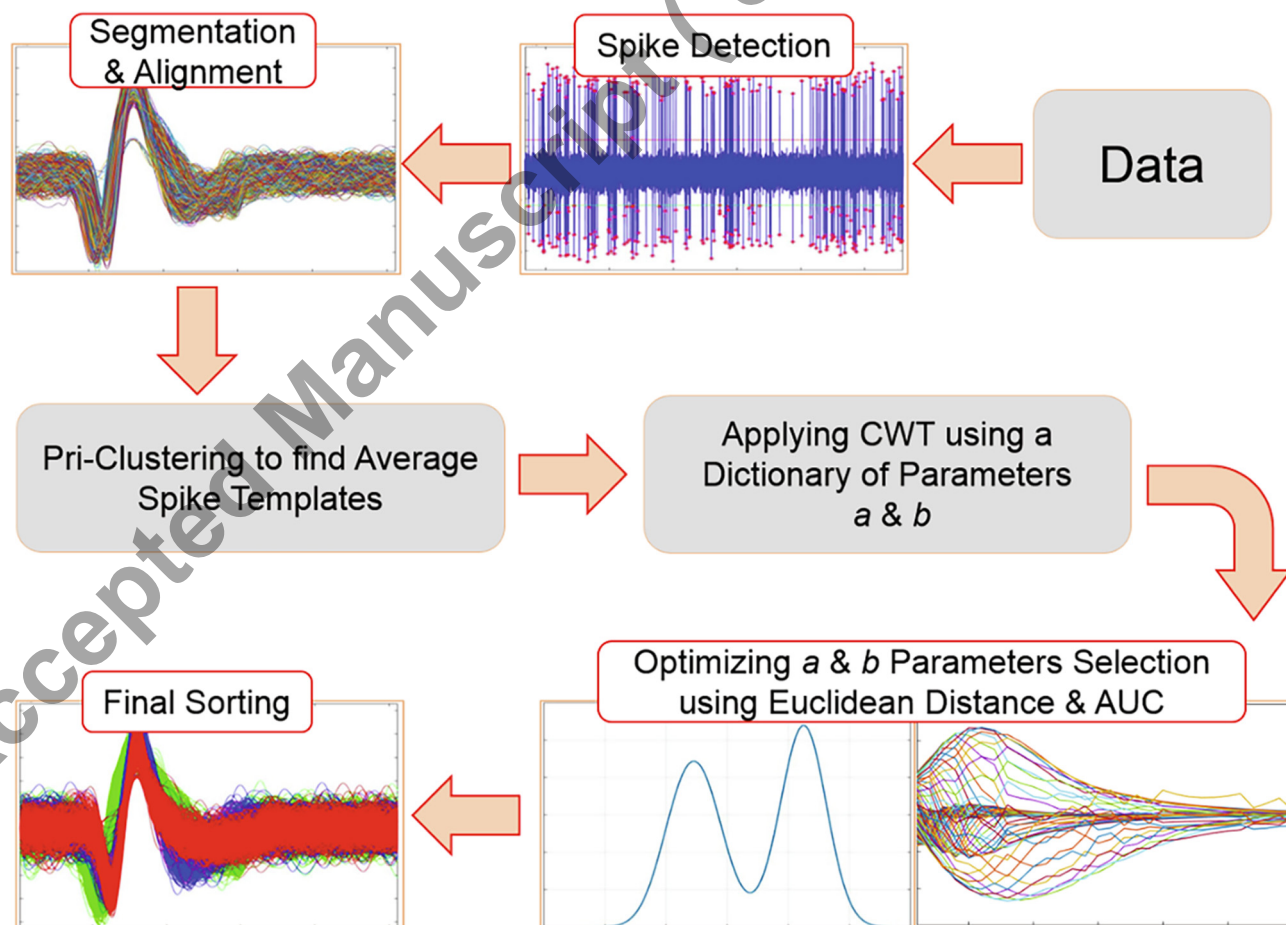 Segmentation
& Alignment
Spike Detection
Data
Pri-Clustering to find Average
Spike Templates
Applying CWT using a
Dictionary of Parameters
a & b
Optimizing a & b Parameters Selection
using Euclidean Distance & AUC
Final Sorting
Accepted Manuscript (